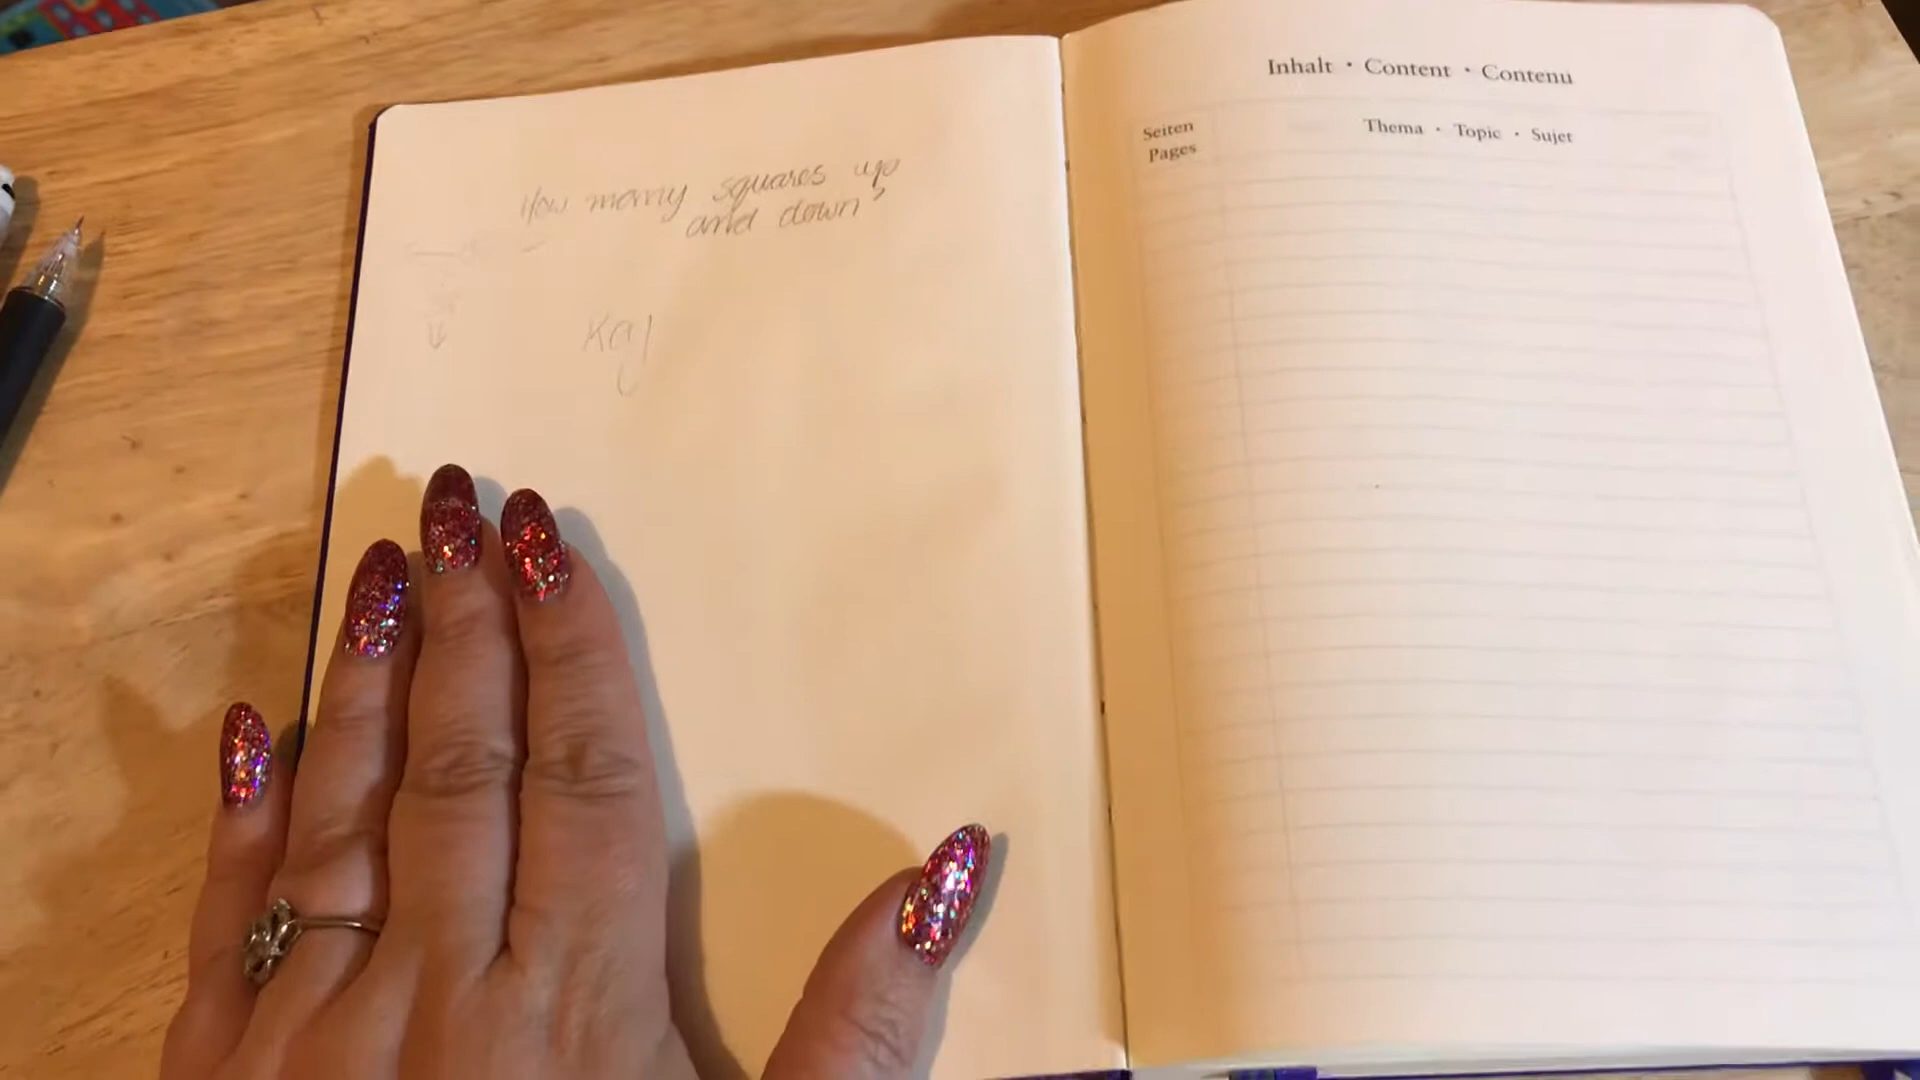 How many squares up
and down?
Key
Inhalt · Content · Contenu
Seiten
Pages
Thema · Topic · Sujet